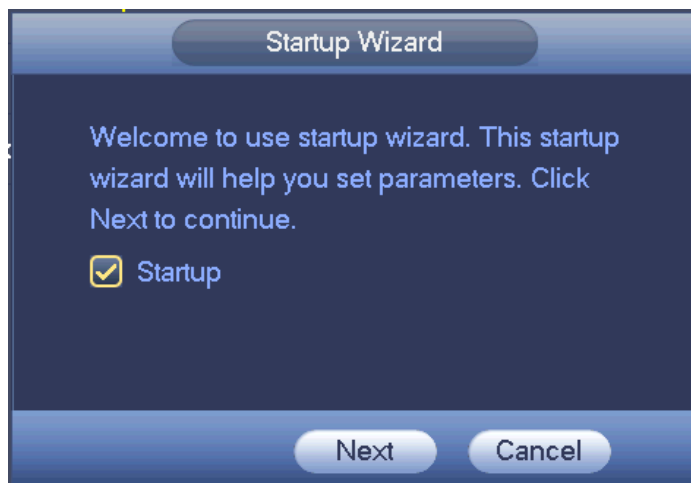 Startup Wizard
Welcome to use startup wizard. This startup
wizard will help you set parameters. Click
Next to continue.
Startup
Next Cancel